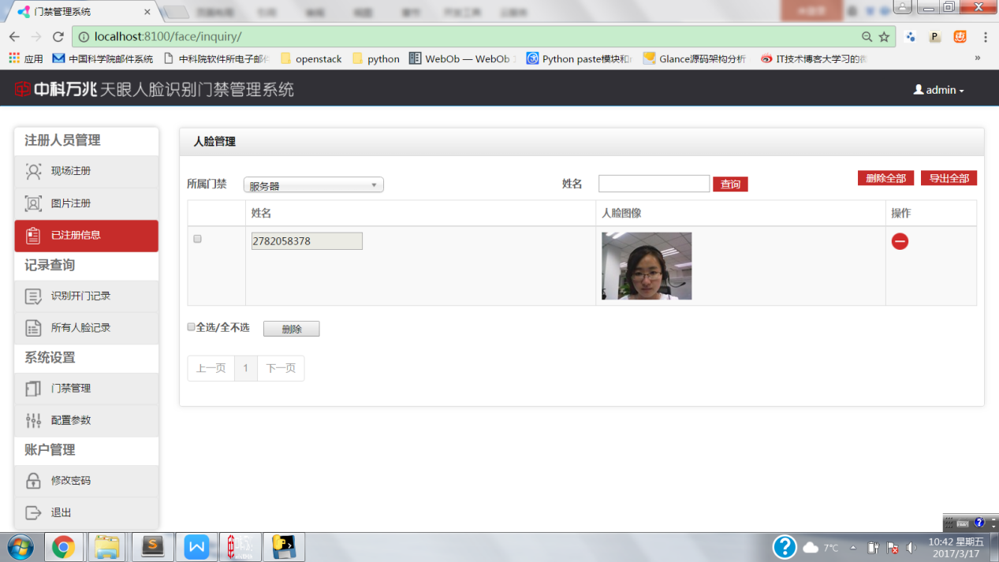 门禁管理系统
localhost:8100/face/inquiry/
应用 中国科学院邮件系统 中科院软件所电子邮件 openstack python WebOb — WebOb Python paste模块和 Glance源码架构分析 IT技术博客大学习的
中科万兆 天眼人脸识别门禁管理系统
admin
注册人员管理
现场注册
图片注册
已注册信息
记录查询
识别开门记录
所有人脸记录
系统设置
门禁管理
配置参数
账户管理
修改密码
退出
人脸管理
所属门禁 服务器 姓名 查询 删除全部 导出全部
姓名 人脸图像 操作
2782058378
全选/全不选 删除
上一页 1 下一页
7℃
10:42 星期五
2017/3/17